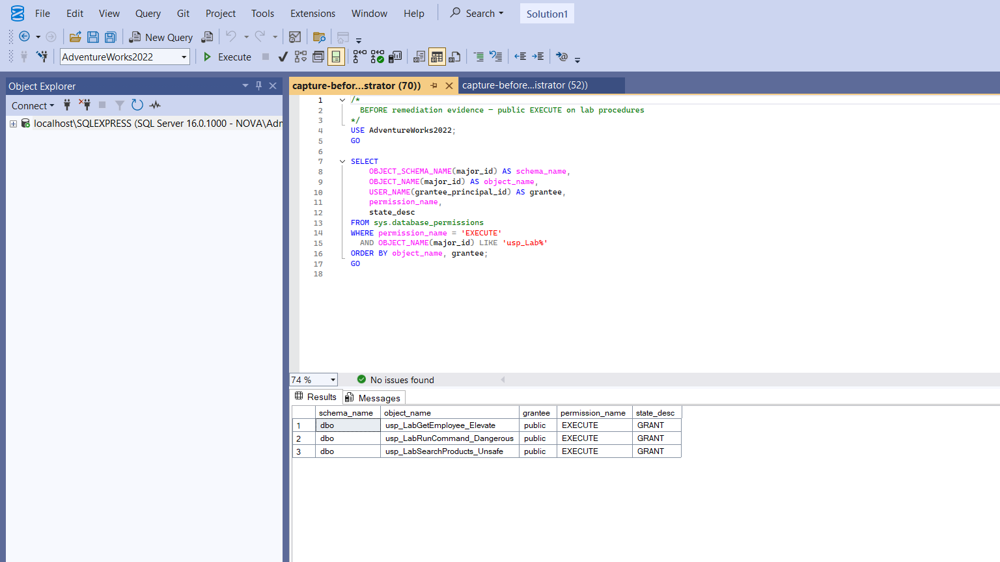 File Edit View Query Git Project Tools Extensions Window Help Search Solution1
New Query
AdventureWorks2022 Execute
Object Explorer
Connect
localhost\SQLEXPRESS (SQL Server 16.0.1000 - NOVA\Adr
capture-befor...strator (70)) capture-before...istrator (52))
1 /*
2 BEFORE remediation evidence — public EXECUTE on lab procedures
3 */
4 USE AdventureWorks2022;
5 GO
6
7 SELECT
8 OBJECT_SCHEMA_NAME(major_id) AS schema_name,
9 OBJECT_NAME(major_id) AS object_name,
10 USER_NAME(grantee_principal_id) AS grantee,
11 permission_name,
12 state_desc
13 FROM sys.database_permissions
14 WHERE permission_name = 'EXECUTE'
15 AND OBJECT_NAME(major_id) LIKE 'usp_Lab%'
16 ORDER BY object_name, grantee;
17 GO
18
74 % No issues found
Results Messages
schema_name object_name grantee permission_name state_desc
1 dbo usp_LabGetEmployee_Elevate public EXECUTE GRANT
2 dbo usp_LabRunCommand_Dangerous public EXECUTE GRANT
3 dbo usp_LabSearchProducts_Unsafe public EXECUTE GRANT